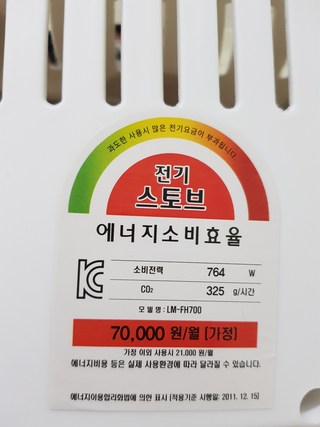 과도한 사용시 많은 전기요금이 부과됩니다
전기
스토브
에너지소비효율
소비전력 764 W
CO₂ 325 g/시간
모 델 명 : LM-FH700
70,000 원/월 (가정)
가정 이외 사용시 21,000 원/월
에너지비용 등은 실제 사용환경에 따라 달라질 수 있습니다.
에너지이용합리화법에 의한 표시 [적용기준 시행일: 2011. 12. 15]